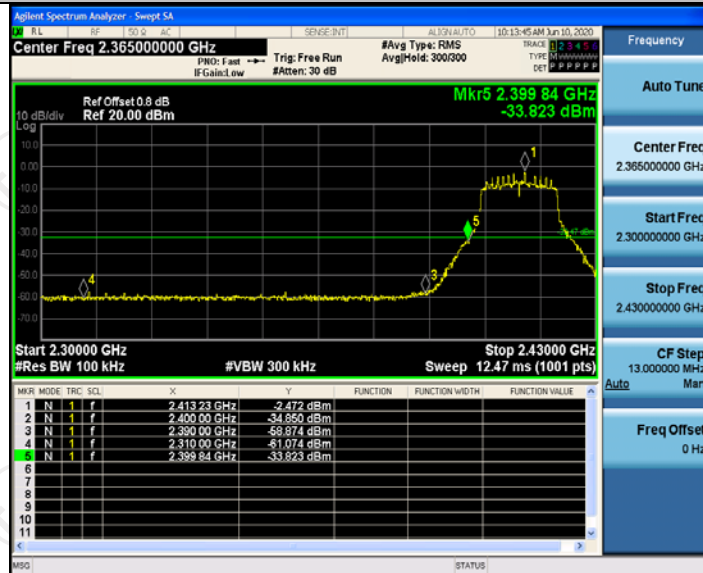 Agilent Spectrum Analyzer - Swept SA
RL RF 50 Ω AC SENSE:INT ALIGN AUTO 10:13:45 AM Jun 10, 2020
Center Freq 2.365000000 GHz
PNO: Fast
IFGain:Low
Trig: Free Run
#Atten: 30 dB
#Avg Type: RMS
Avg|Hold: 300/300
TRACE 1 2 3 4 5 6
TYPE M
DET P P P P P P
Ref Offset 0.8 dB
Ref 20.00 dBm
10 dB/div
Log
Mkr5 2.399 84 GHz
-33.823 dBm
10.0
0.00
-10.0
-20.0
-30.0
-40.0
-50.0
-60.0
-70.0
1
5
4
3
Start 2.30000 GHz
#Res BW 100 kHz
#VBW 300 kHz
Stop 2.43000 GHz
Sweep 12.47 ms (1001 pts)
MKR MODE TRC SCL X Y FUNCTION FUNCTION WIDTH FUNCTION VALUE
1 N 1 f 2.413 23 GHz -2.472 dBm
2 N 1 f 2.400 00 GHz -34.850 dBm
3 N 1 f 2.390 00 GHz -58.874 dBm
4 N 1 f 2.310 00 GHz -61.074 dBm
5 N 1 f 2.399 84 GHz -33.823 dBm
6
7
8
9
10
11
MSG STATUS
Frequency
Auto Tune
Center Freq
2.365000000 GHz
Start Freq
2.300000000 GHz
Stop Freq
2.430000000 GHz
CF Step
13.000000 MHz
Auto Man
Freq Offset
0 Hz